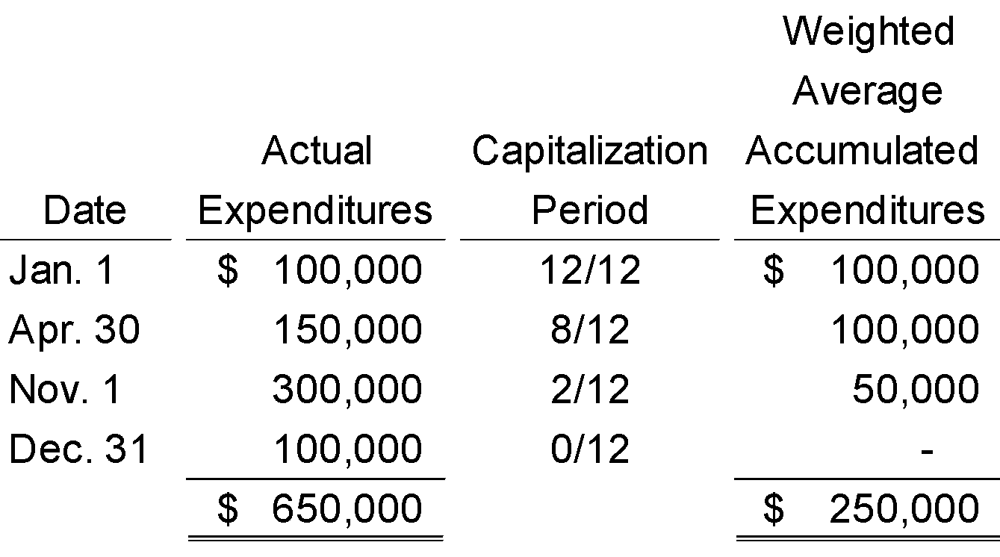 Weighted
Average
Actual Capitalization Accumulated
Date Expenditures Period Expenditures
Jan. 1 $ 100,000 12/12 $ 100,000
Apr. 30 150,000 8/12 100,000
Nov. 1 300,000 2/12 50,000
Dec. 31 100,000 0/12 -
$ 650,000 $ 250,000